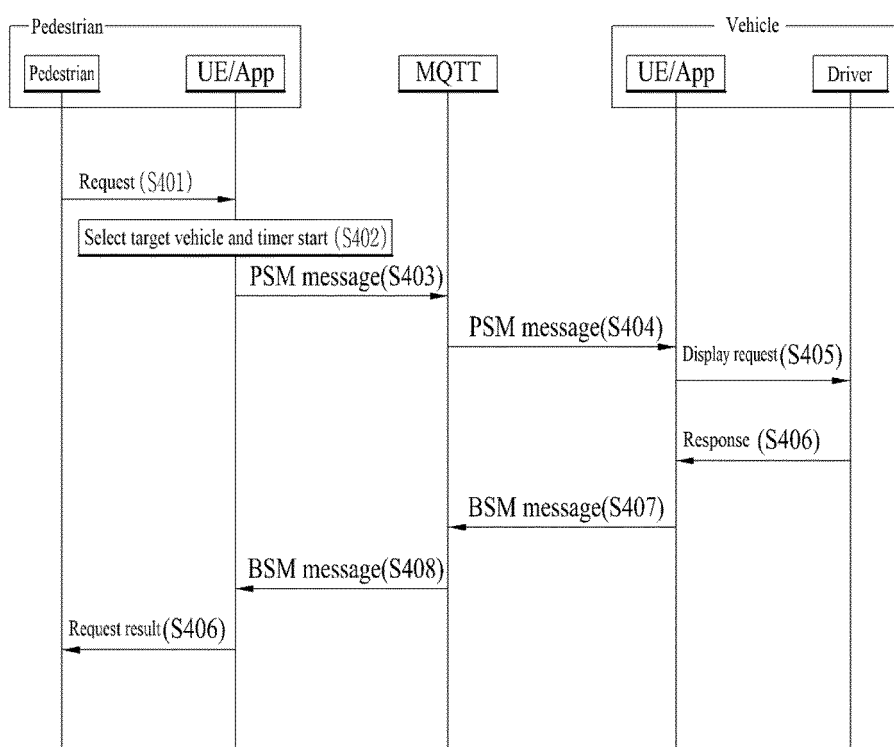 Pedestrian
Vehicle
Pedestrian
UE/App
MQTT
UE/App
Driver
Request (S401)
Select target vehicle and timer start (S402)
PSM message(S403)
PSM message(S404)
Display request(S405)
Response (S406)
BSM message(S407)
BSM message(S408)
Request result(S406)